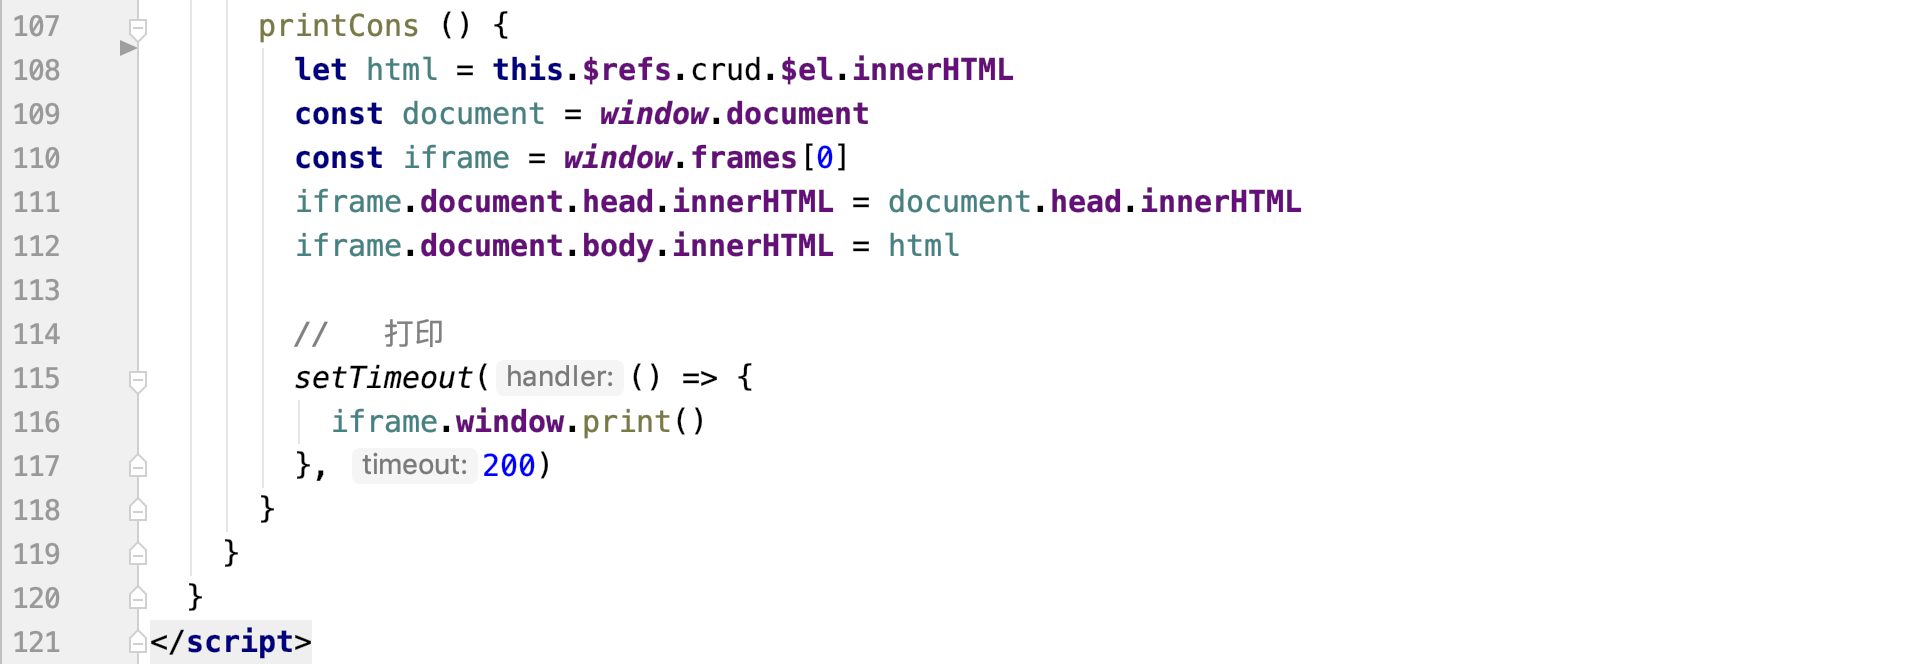 107 printCons () {
108 let html = this.$refs.crud.$el.innerHTML
109 const document = window.document
110 const iframe = window.frames[0]
111 iframe.document.head.innerHTML = document.head.innerHTML
112 iframe.document.body.innerHTML = html
113
114 // 打印
115 setTimeout( handler: () => {
116 iframe.window.print()
117 }, timeout: 200)
118 }
119 }
120 }
121 </script>